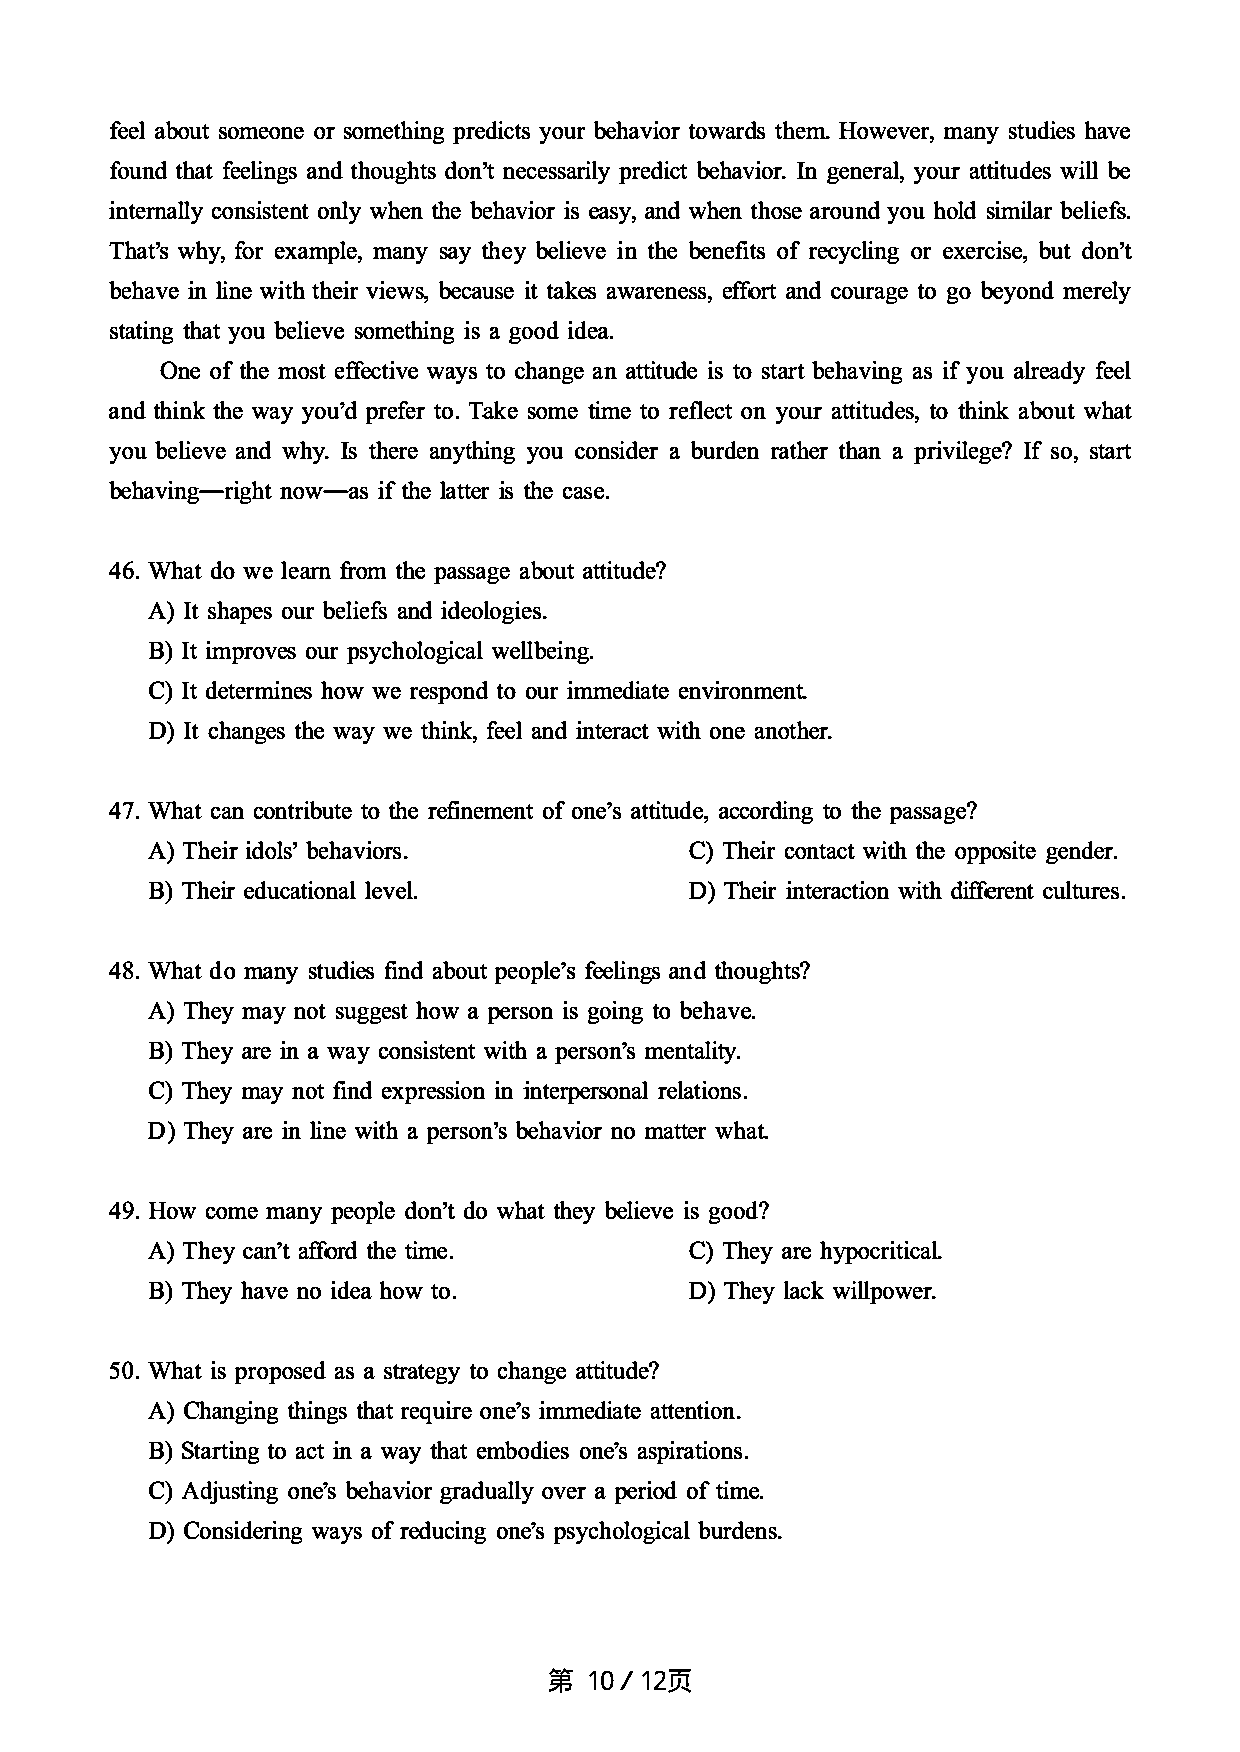 feel about someone or something predicts your behavior towards them. However, many studies have
found that feelings and thoughts don’t necessarily predict behavior. In general, your attitudes will be
internally consistent only when the behavior is easy, and when those around you hold similar beliefs.
That’s why, for example, many say they believe in the benefits of recycling or exercise, but don’t
behave in line with their views, because it takes awareness, effort and courage to go beyond merely
stating that you believe something is a good idea.
One of the most effective ways to change an attitude is to start behaving as if you already feel
and think the way you’d prefer to. Take some time to reflect on your attitudes, to think about what
you believe and why. Is there anything you consider a burden rather than a privilege? If so, start
behaving—right now—as if the latter is the case.
46. What do we learn from the passage about attitude?
A) It shapes our beliefs and ideologies.
B) It improves our psychological wellbeing.
C) It determines how we respond to our immediate environment.
D) It changes the way we think, feel and interact with one another.
47. What can contribute to the refinement of one’s attitude, according to the passage?
A) Their idols’ behaviors. C) Their contact with the opposite gender.
B) Their educational level. D) Their interaction with different cultures.
48. What do many studies find about people’s feelings and thoughts?
A) They may not suggest how a person is going to behave.
B) They are in a way consistent with a person’s mentality.
C) They may not find expression in interpersonal relations.
D) They are in line with a person’s behavior no matter what.
49. How come many people don’t do what they believe is good?
A) They can’t afford the time. C) They are hypocritical.
B) They have no idea how to. D) They lack willpower.
50. What is proposed as a strategy to change attitude?
A) Changing things that require one’s immediate attention.
B) Starting to act in a way that embodies one’s aspirations.
C) Adjusting one’s behavior gradually over a period of time.
D) Considering ways of reducing one’s psychological burdens.
第 10 / 12页